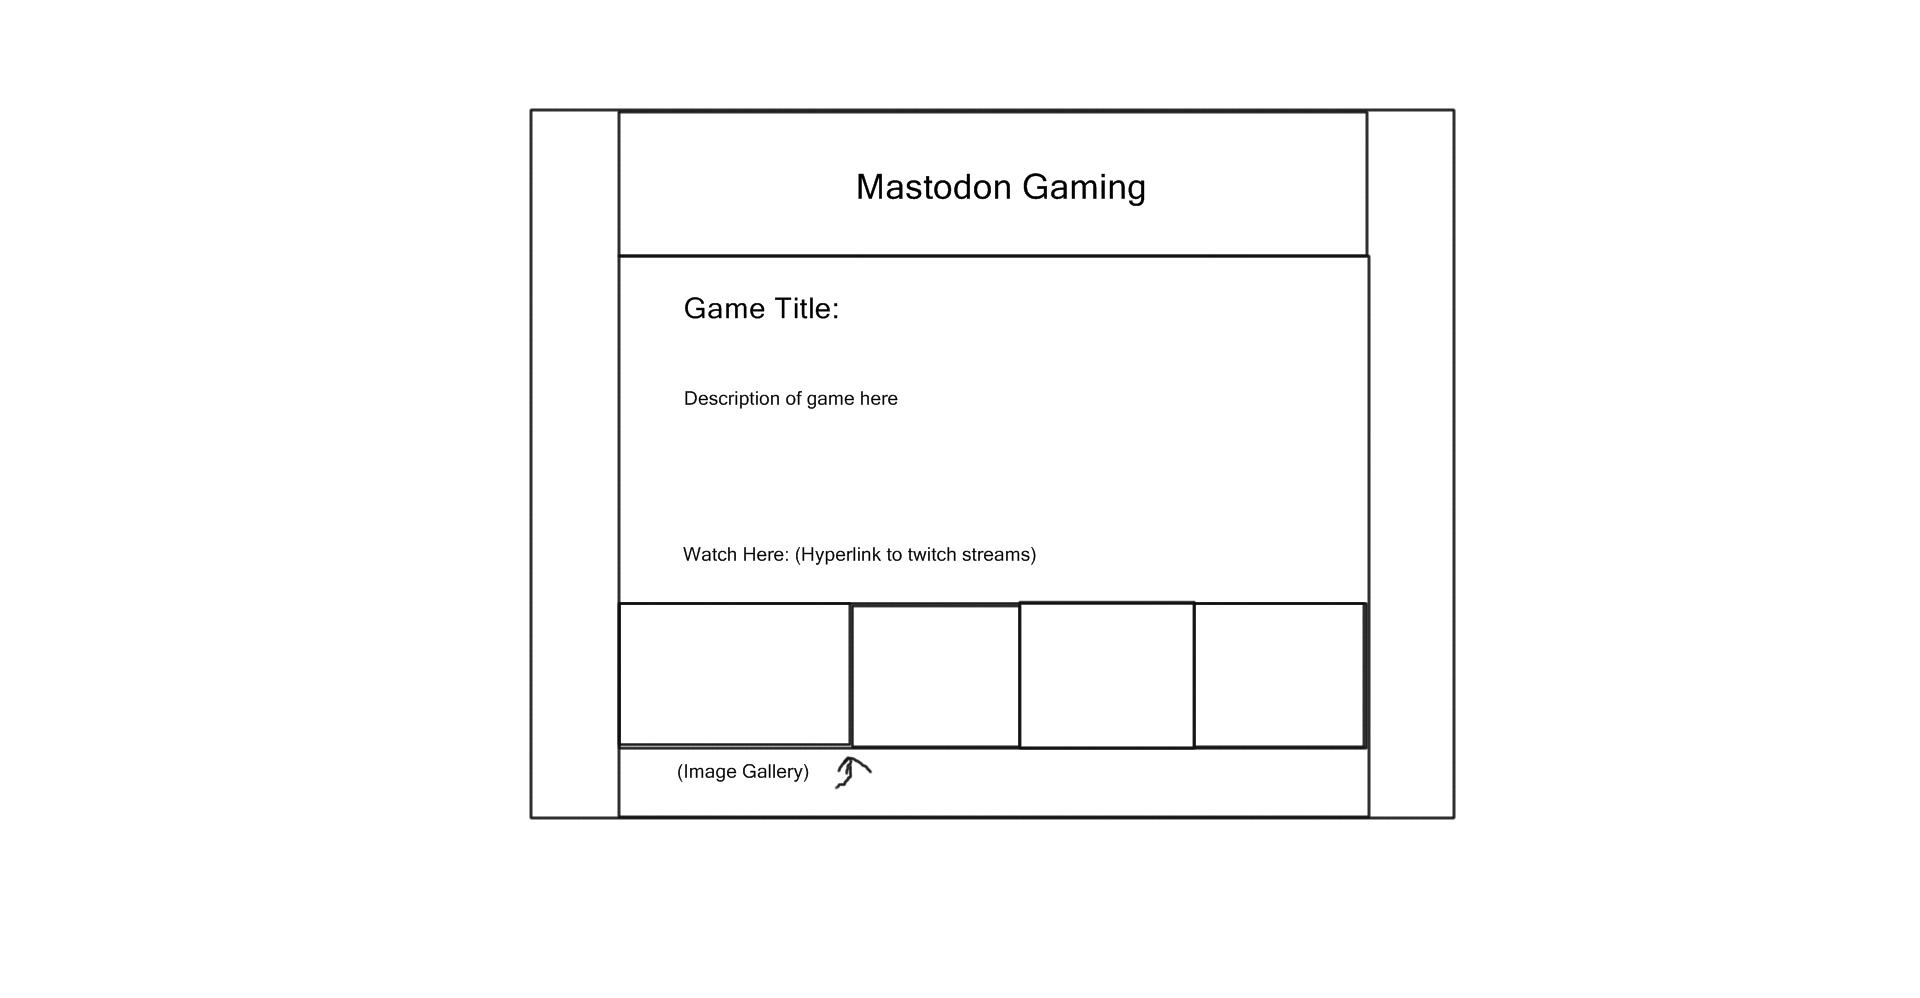 Mastodon Gaming
Game Title:
Description of game here
Watch Here: (Hyperlink to twitch streams)
(Image Gallery)